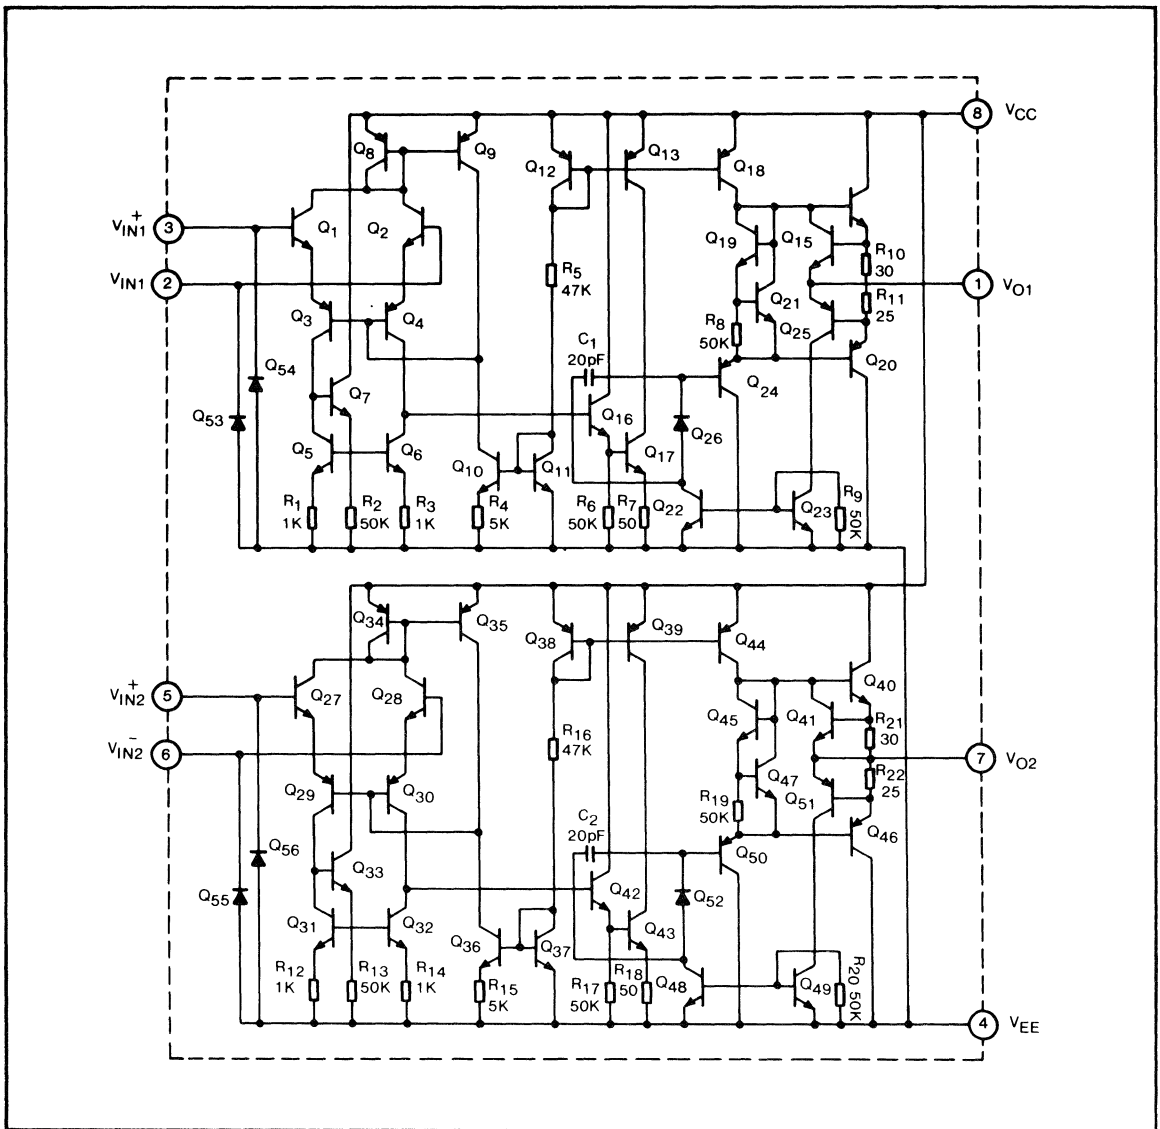 8 VCC
Q8
Q9
Q12
Q13
Q18
VIN1+
3
Q1
Q2
Q19
Q15
R10
30
VIN1
2
R5
47K
1
VO1
R11
25
Q21
Q3
Q4
R8
50K
Q25
C1
20pF
Q20
Q54
Q24
Q7
Q53
Q16
Q26
Q5
Q6
Q10
Q11
Q17
R1
1K
R2
50K
R3
1K
R4
5K
R6
50K
R7
50
Q22
Q23
R9
50K
Q34
Q35
Q38
Q39
Q44
VIN2+
5
Q27
Q28
Q40
Q45
Q41
R21
30
VIN2−
6
R16
47K
7
VO2
R22
25
Q47
Q29
Q30
R19
50K
Q51
C2
20pF
Q46
Q56
Q50
Q33
Q55
Q42
Q52
Q31
Q32
Q36
Q37
Q43
R12
1K
R13
50K
R14
1K
R15
5K
R17
50K
R18
50
Q48
Q49
R20 50K
4 VEE